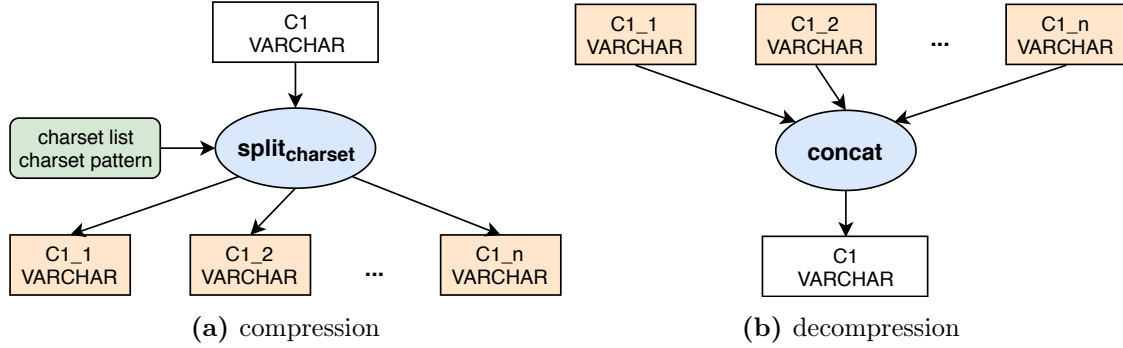 C1
VARCHAR
charset list
charset pattern
splitcharset
C1_1
VARCHAR
C1_2
VARCHAR
...
C1_n
VARCHAR
(a) compression
C1_1
VARCHAR
C1_2
VARCHAR
...
C1_n
VARCHAR
concat
C1
VARCHAR
(b) decompression